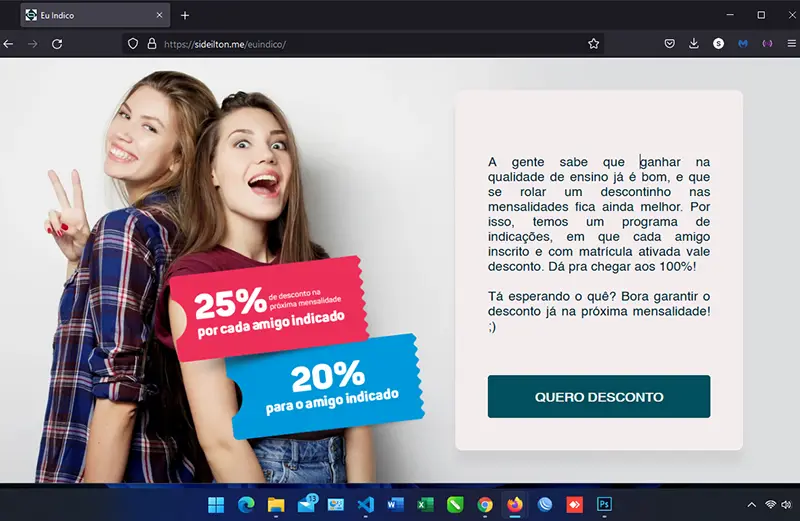 Eu Indico
https://sideilton.me/euindico/
S
A gente sabe que ganhar na
qualidade de ensino já é bom, e que
se rolar um descontinho nas
mensalidades fica ainda melhor. Por
isso, temos um programa de
indicações, em que cada amigo
inscrito e com matrícula ativada vale
desconto. Dá pra chegar aos 100%!
Tá esperando o quê? Bora garantir o
desconto já na próxima mensalidade!
;)
QUERO DESCONTO
25% de desconto na
próxima mensalidade
por cada amigo indicado
20%
para o amigo indicado
13
W
X
Ps